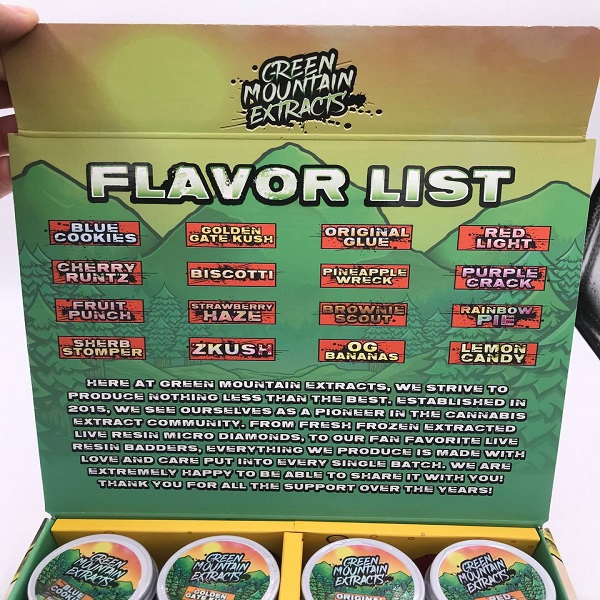 GREEN
MOUNTAIN
EXTRACTS
FLAVOR LIST
BLUE
COOKIES
GOLDEN
GATE KUSH
ORIGINAL
GLUE
RED
LIGHT
CHERRY
RUNTZ
BISCOTTI
PINEAPPLE
WRECK
PURPLE
CRACK
FRUIT
PUNCH
STRAWBERRY
HAZE
BROWNIE
SCOUT
RAINBOW
PIE
SHERB
STOMPER
ZKUSH
OG
BANANAS
LEMON
CANDY
HERE AT GREEN MOUNTAIN EXTRACTS, WE STRIVE TO
PRODUCE NOTHING LESS THAN THE BEST. ESTABLISHED IN
2015, WE SEE OURSELVES AS A PIONEER IN THE CANNABIS
EXTRACT COMMUNITY. FROM FRESH FROZEN EXTRACTED
LIVE RESIN MICRO DIAMONDS, TO OUR FAN FAVORITE LIVE
RESIN BADDERS, EVERYTHING WE PRODUCE IS MADE WITH
LOVE AND CARE PUT INTO EVERY SINGLE BATCH. WE ARE
EXTREMELY HAPPY TO BE ABLE TO SHARE IT WITH YOU!
THANK YOU FOR ALL THE SUPPORT OVER THE YEARS!
GREEN
MOUNTAIN
EXTRACTS
BLUE
GREEN
MOUNTAIN
EXTRACTS
GOLDEN
GATE KUSH
GREEN
MOUNTAIN
EXTRACTS
ORIGINAL
GREEN
MOUNTAIN
EXTRACTS
RED